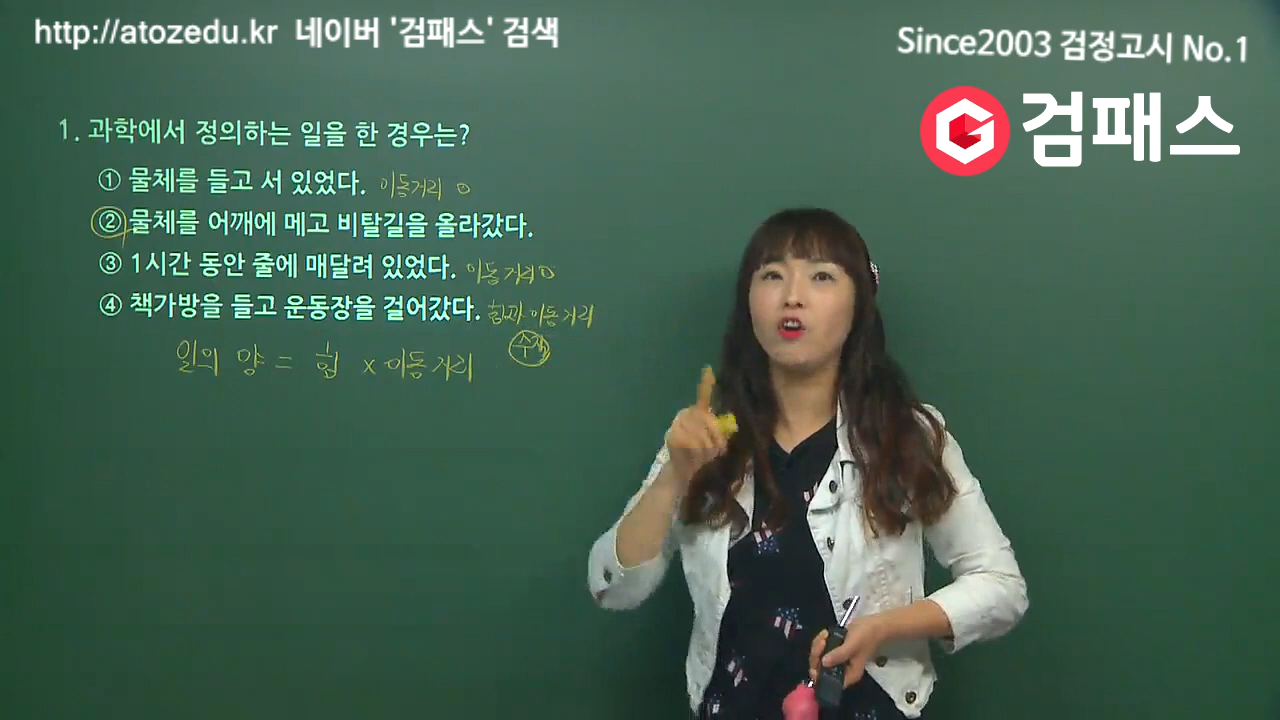 http://atozedu.kr 네이버 '검패스' 검색
Since2003 검정고시 No.1
검패스
1. 과학에서 정의하는 일을 한 경우는?
① 물체를 들고 서 있었다. 이동거리 0
② 물체를 어깨에 메고 비탈길을 올라갔다.
③ 1시간 동안 줄에 매달려 있었다. 이동거리 0
④ 책가방을 들고 운동장을 걸어갔다. 힘과 이동거리
수직
일의 양 = 힘 × 이동거리